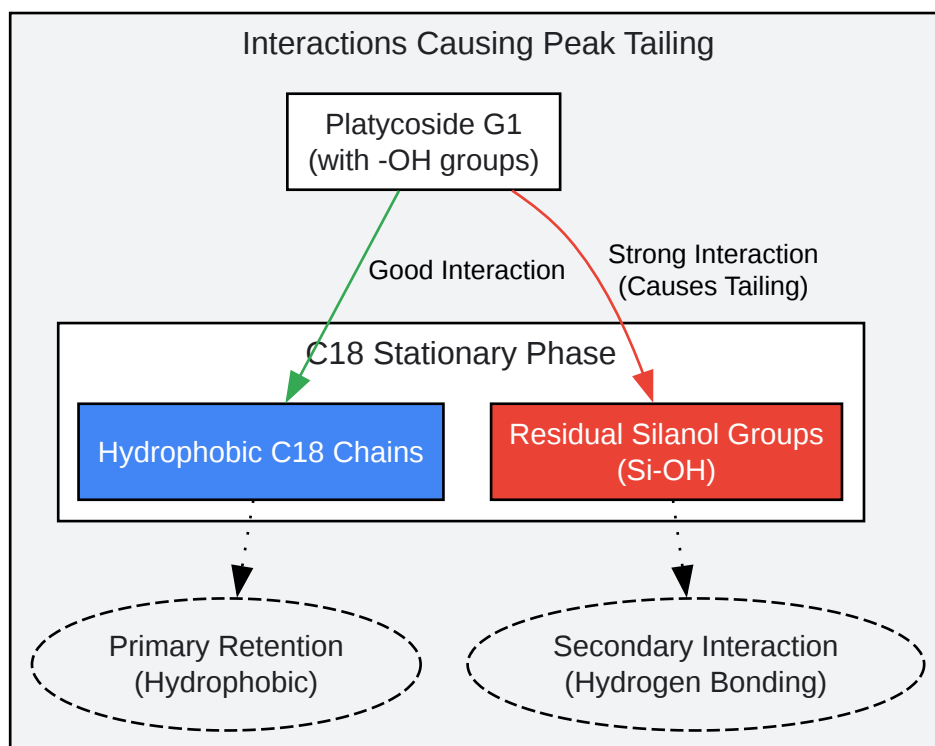 Interactions Causing Peak Tailing
Platycoside G1
(with -OH groups)
Good Interaction
Strong Interaction
(Causes Tailing)
C18 Stationary Phase
Hydrophobic C18 Chains
Residual Silanol Groups
(Si-OH)
Primary Retention
(Hydrophobic)
Secondary Interaction
(Hydrogen Bonding)